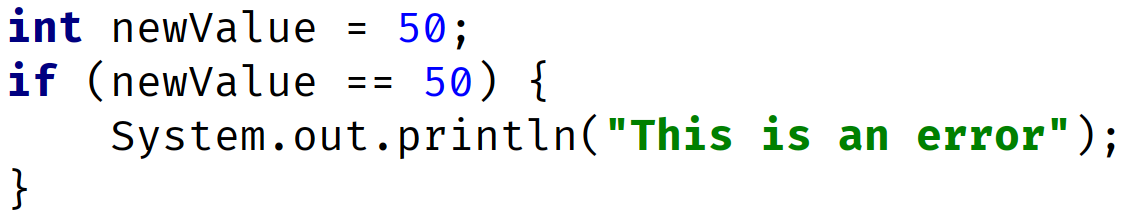 int newValue = 50;
if (newValue == 50) {
    System.out.println("This is an error");
}